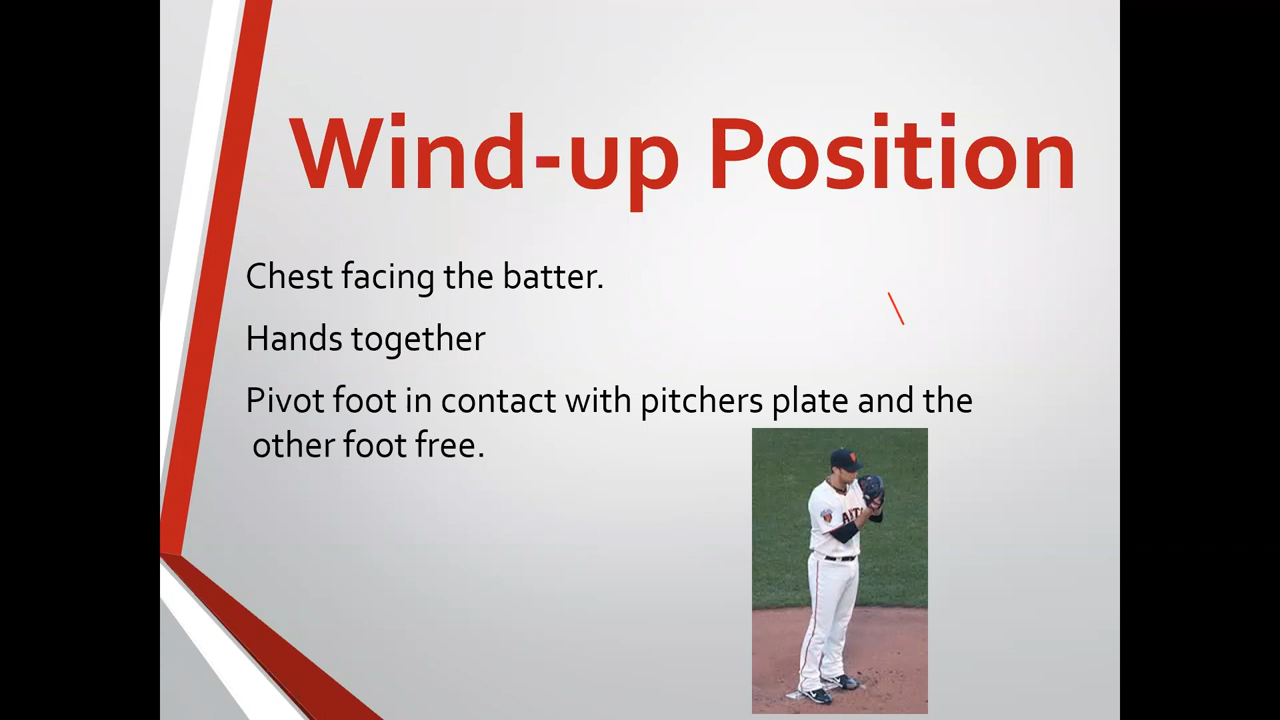 Wind-up Position
Chest facing the batter.
Hands together
Pivot foot in contact with pitchers plate and the
other foot free.